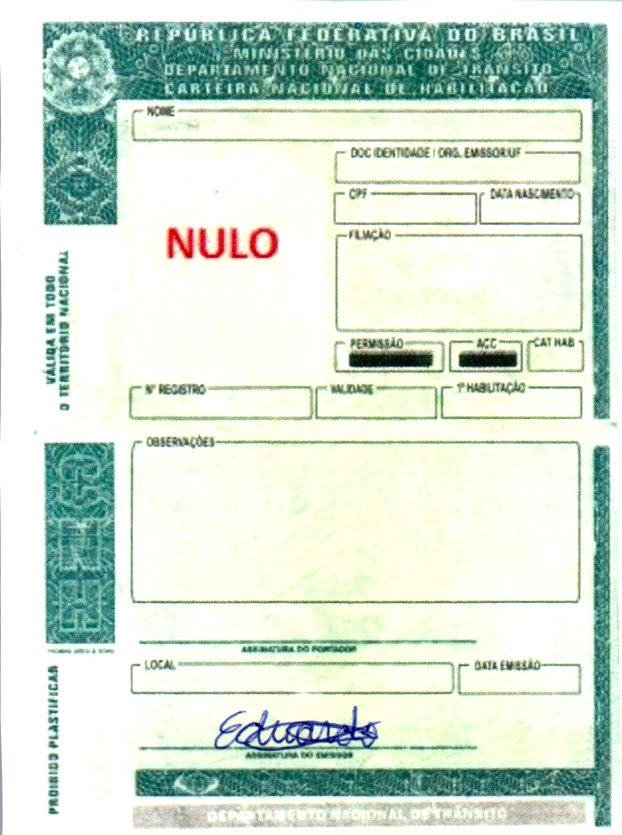 REPÚBLICA FEDERATIVA DO BRASIL
MINISTÉRIO DAS CIDADES
DEPARTAMENTO NACIONAL DE TRÂNSITO
CARTEIRA NACIONAL DE HABILITAÇÃO
NOME
DOC IDENTIDADE / ORG. EMISSOR/UF
CPF
DATA NASCIMENTO
NULO
FILIAÇÃO
VÁLIDA EM TODO
O TERRITÓRIO NACIONAL
PERMISSÃO
ACC
CAT HAB
Nº REGISTRO
VALIDADE
1ª HABILITAÇÃO
OBSERVAÇÕES
ASSINATURA DO PORTADOR
LOCAL
DATA EMISSÃO
PROIBIDO PLASTIFICAR
Eduardo
ASSINATURA DO EMISSOR
DEPARTAMENTO NACIONAL DE TRÂNSITO